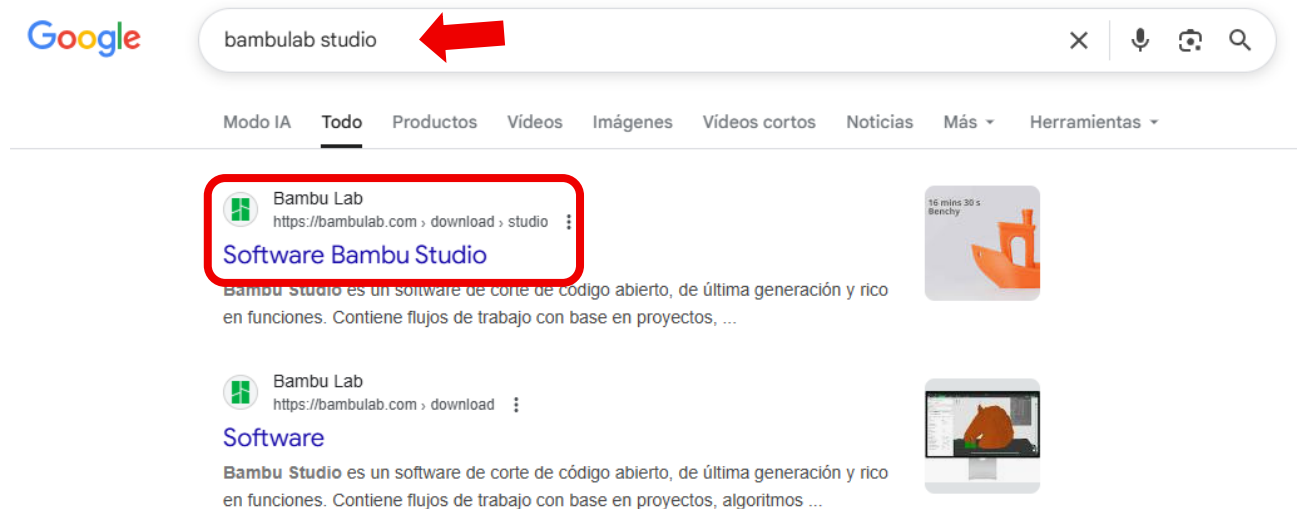 Google
bambulab studio
Modo IA Todo Productos Vídeos Imágenes Vídeos cortos Noticias Más Herramientas
Bambu Lab
https://bambulab.com › download › studio
Software Bambu Studio
16 mins 30 s
Benchy
Bambu Studio es un software de corte de código abierto, de última generación y rico
en funciones. Contiene flujos de trabajo con base en proyectos, ...
Bambu Lab
https://bambulab.com › download
Software
Bambu Studio es un software de corte de código abierto, de última generación y rico
en funciones. Contiene flujos de trabajo con base en proyectos, algoritmos ...